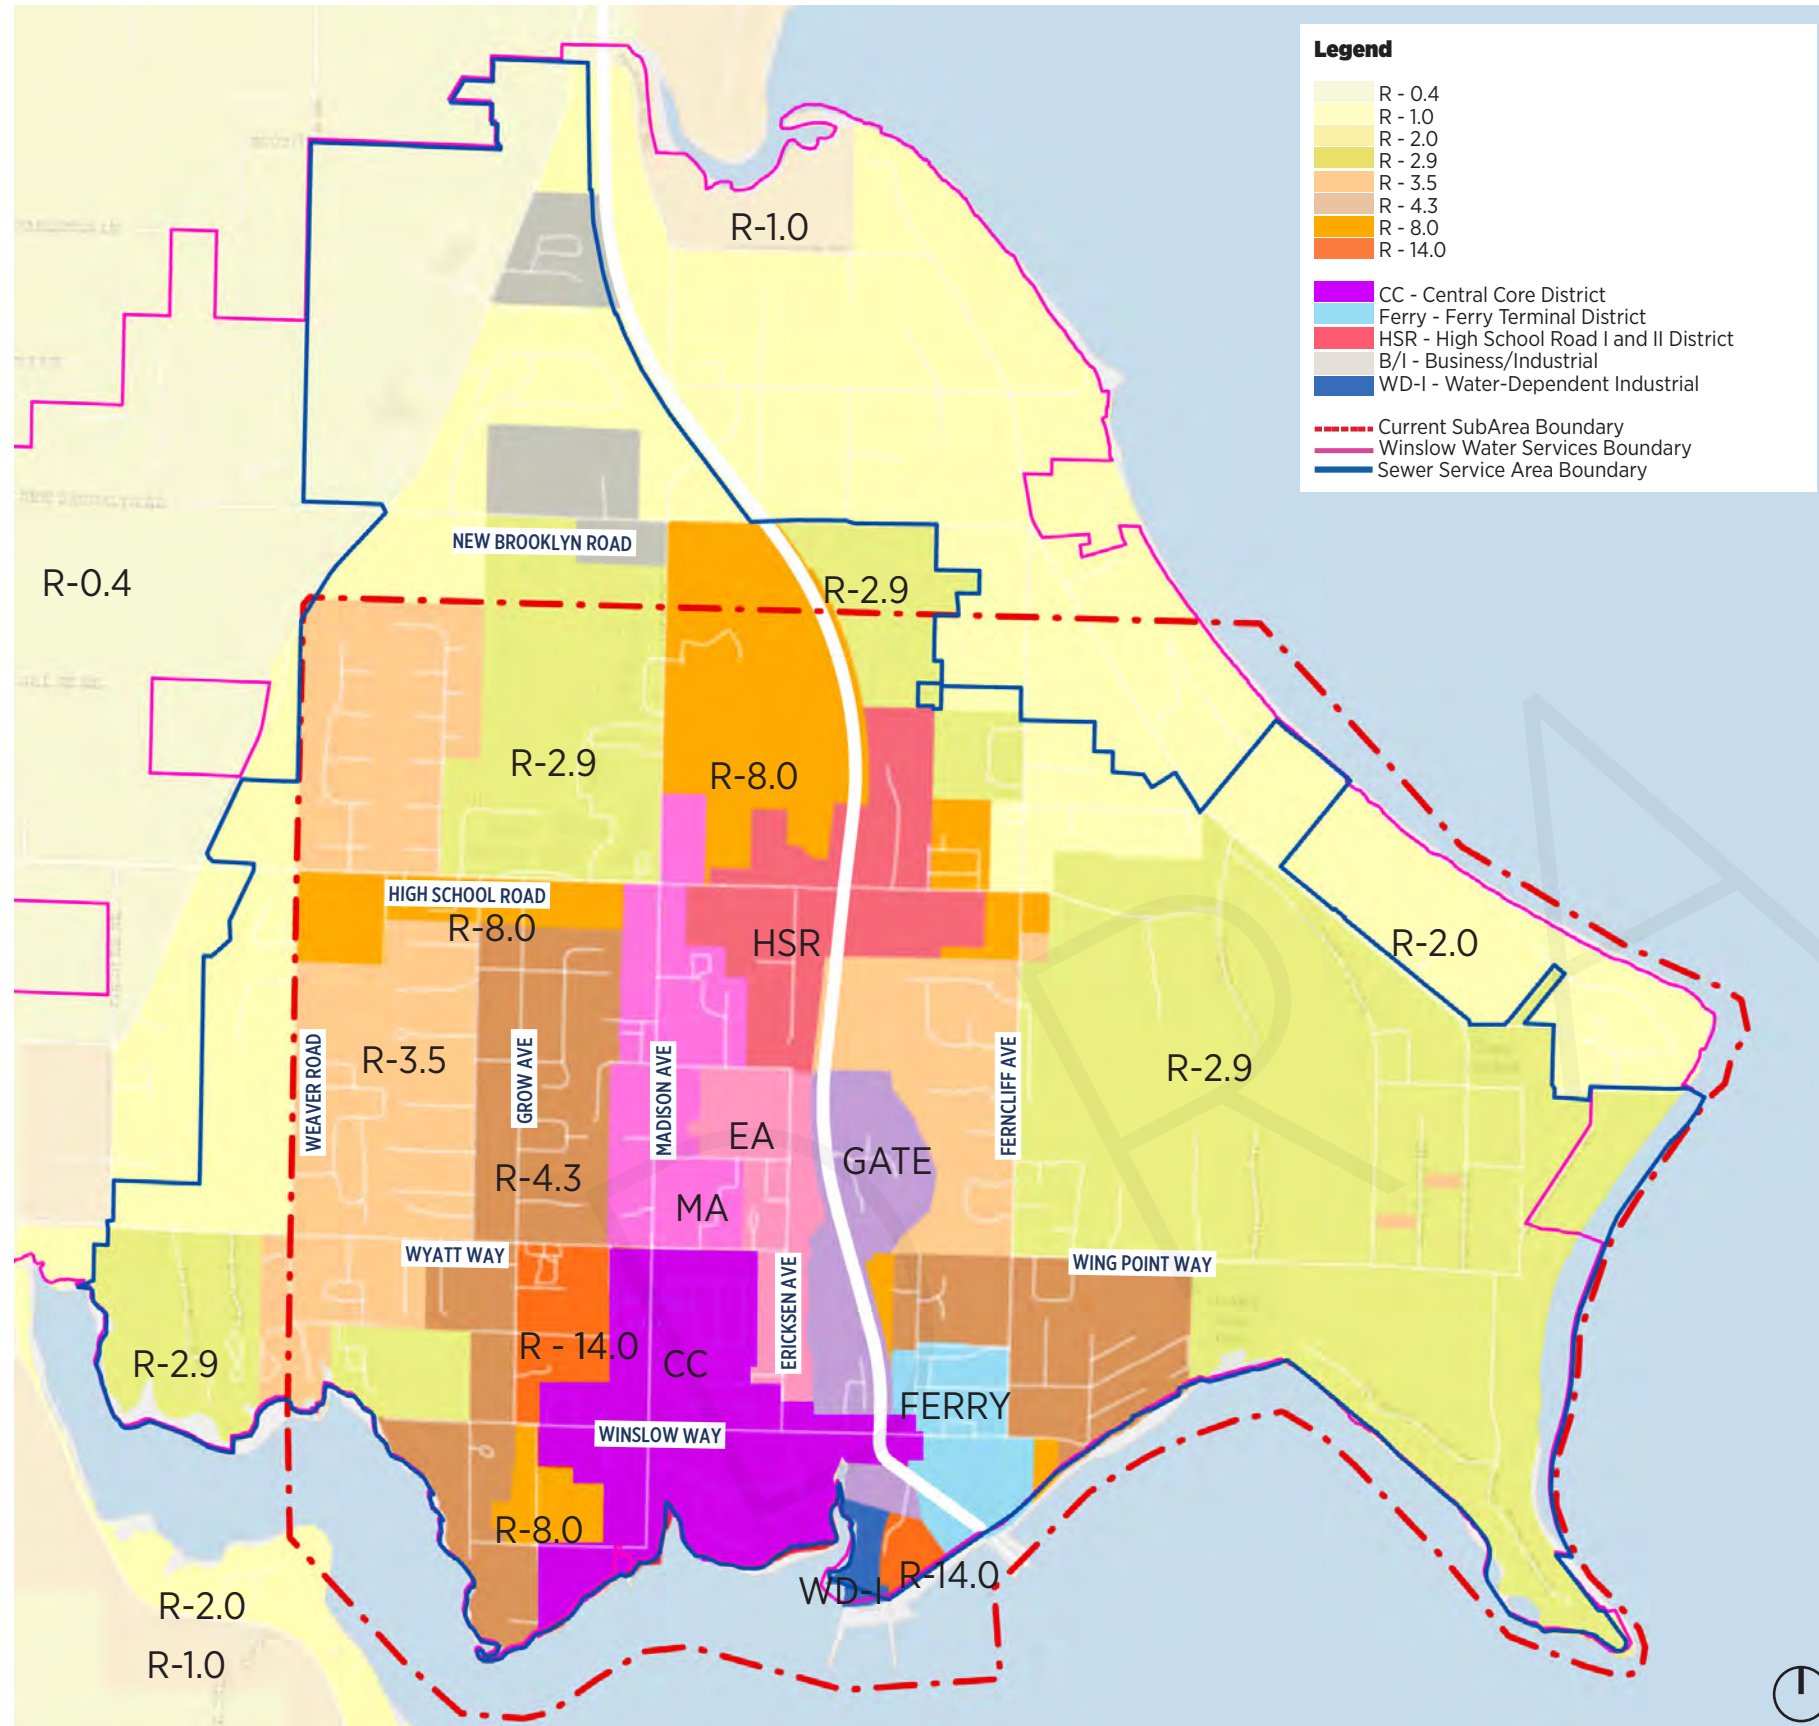 Legend
R - 0.4
R - 1.0
R - 2.0
R - 2.9
R - 3.5
R - 4.3
R - 8.0
R - 14.0
CC - Central Core District
Ferry - Ferry Terminal District
HSR - High School Road I and II District
B/I - Business/Industrial
WD-I - Water-Dependent Industrial
Current SubArea Boundary
Winslow Water Services Boundary
Sewer Service Area Boundary
R-1.0
NEW BROOKLYN ROAD
R-0.4
R-2.9
R-2.9
R-8.0
HIGH SCHOOL ROAD
R-8.0
HSR
R-2.0
WEAVER ROAD
R-3.5
GROW AVE
MADISON AVE
FERNCLIFF AVE
R-2.9
EA
GATE
R-4.3
MA
WYATT WAY
WING POINT WAY
ERICKSEN AVE
R-2.9
R - 14.0
CC
FERRY
WINSLOW WAY
R-8.0
WD-I
R-14.0
R-2.0
R-1.0
DRA